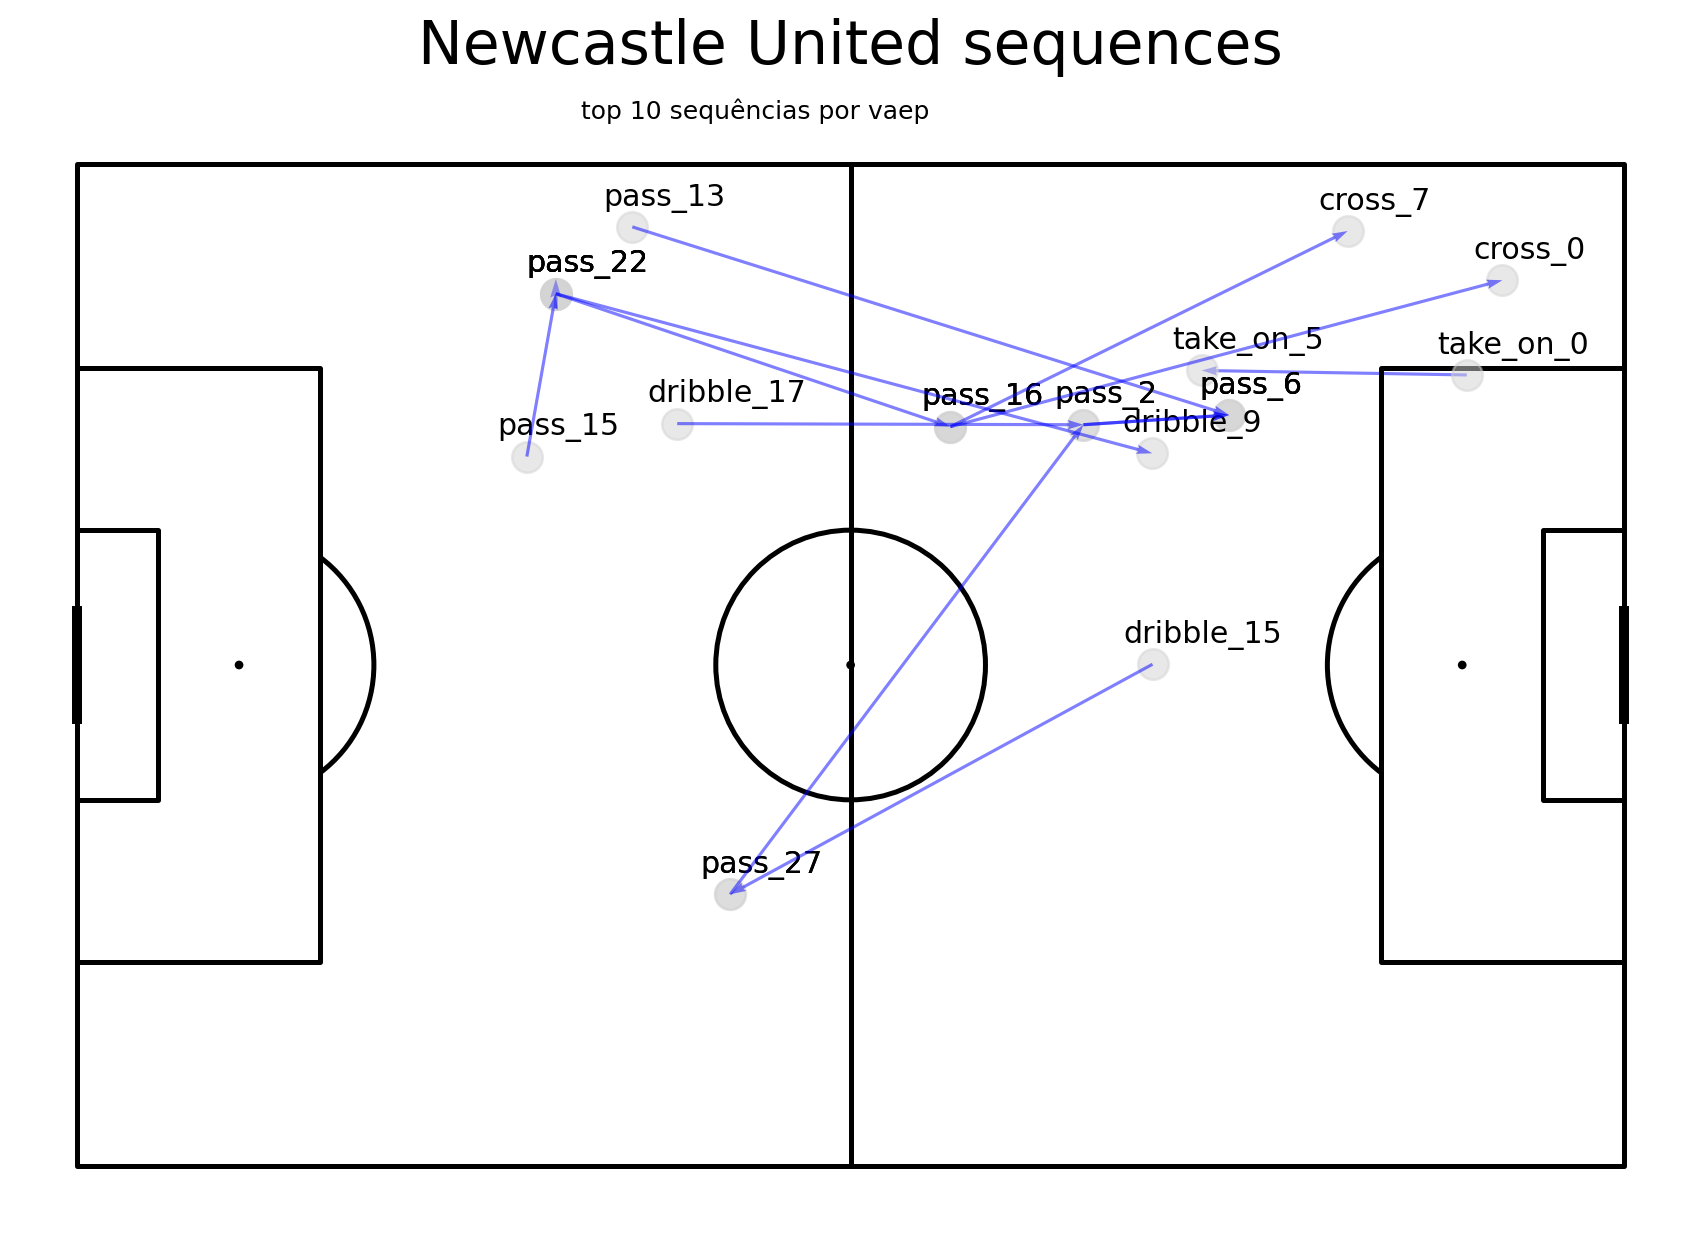 Newcastle United sequences
top 10 sequências por vaep
pass_13
cross_7
pass_22
cross_0
take_on_5
take_on_0
dribble_17
pass_16
pass_2
pass_6
pass_15
dribble_9
dribble_15
pass_27